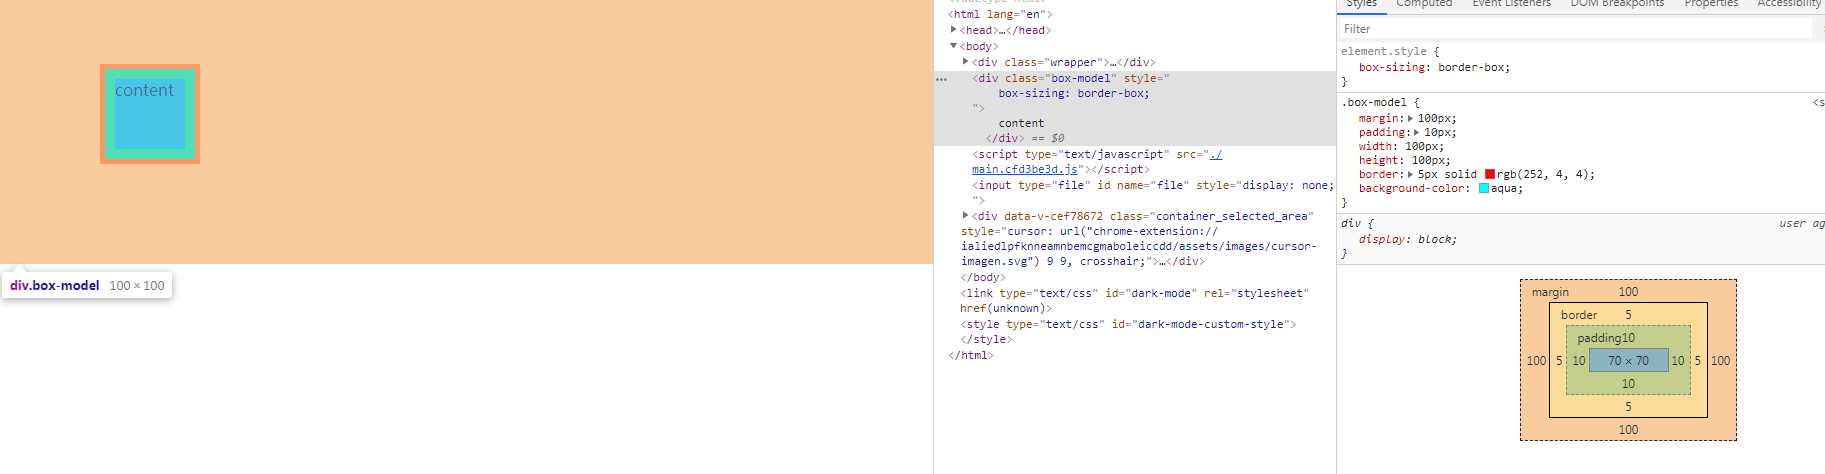 content
div.box-model 100 × 100
<html lang="en">
<head>…</head>
<body>
<div class="wrapper">…</div>
<div class="box-model" style="
box-sizing: border-box;
">
content
</div> == $0
<script type="text/javascript" src="./
main.cfd3be3d.js"></script>
<input type="file" id name="file" style="display: none;
">
<div data-v-cef78672 class="container_selected_area"
style="cursor: url("chrome-extension://
ialiedlpfknneamnbemcgmaboleiccdd/assets/images/cursor-
imagen.svg") 9 9, crosshair;">…</div>
</body>
<link type="text/css" id="dark-mode" rel="stylesheet"
href(unknown)>
<style type="text/css" id="dark-mode-custom-style">
</style>
</html>
Styles Computed Event Listeners DOM Breakpoints Properties Accessibility
Filter
element.style {
box-sizing: border-box;
}
.box-model { <s
margin: 100px;
padding: 10px;
width: 100px;
height: 100px;
border: 5px solid rgb(252, 4, 4);
background-color: aqua;
}
div { user ag
display: block;
}
margin 100
border 5
padding10
100 5 10 70 × 70 10 5 100
10
5
100